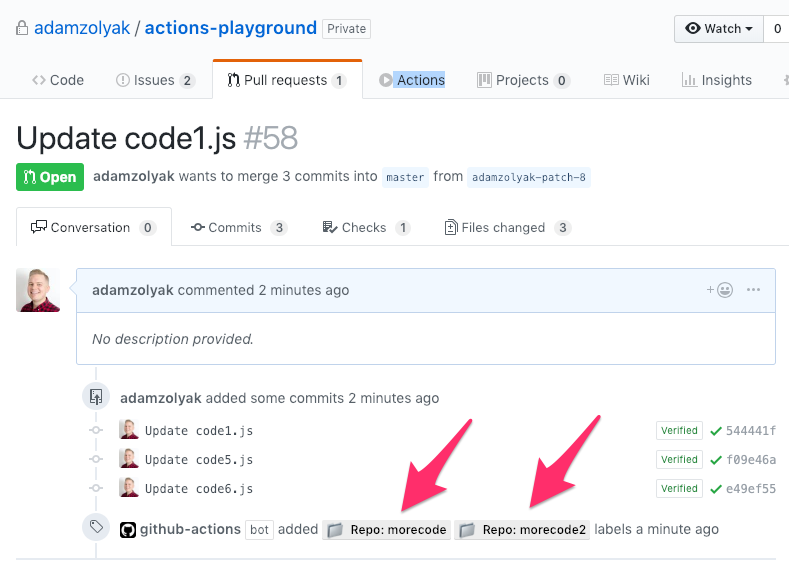 adamzolyak / actions-playground Private Watch 0
Code Issues 2 Pull requests 1 Actions Projects 0 Wiki Insights
Update code1.js #58
Open adamzolyak wants to merge 3 commits into master from adamzolyak-patch-8
Conversation 0 Commits 3 Checks 1 Files changed 3
adamzolyak commented 2 minutes ago
No description provided.
adamzolyak added some commits 2 minutes ago
Update code1.js Verified 544441f
Update code5.js Verified f09e46a
Update code6.js Verified e49ef55
github-actions bot added Repo: morecode Repo: morecode2 labels a minute ago